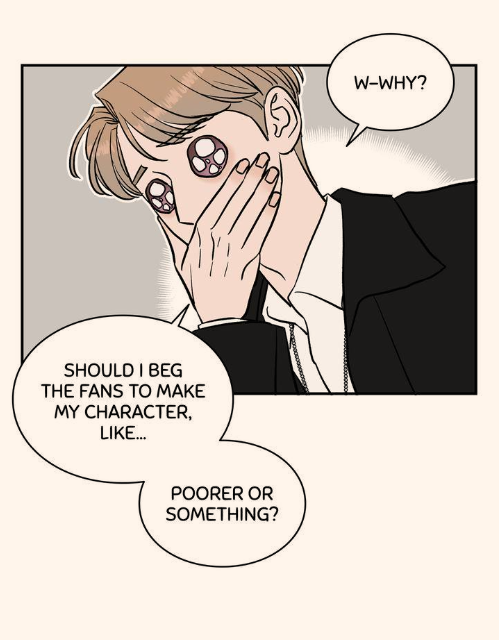 W-WHY?
SHOULD I BEG
THE FANS TO MAKE
MY CHARACTER,
LIKE...
POORER OR
SOMETHING?